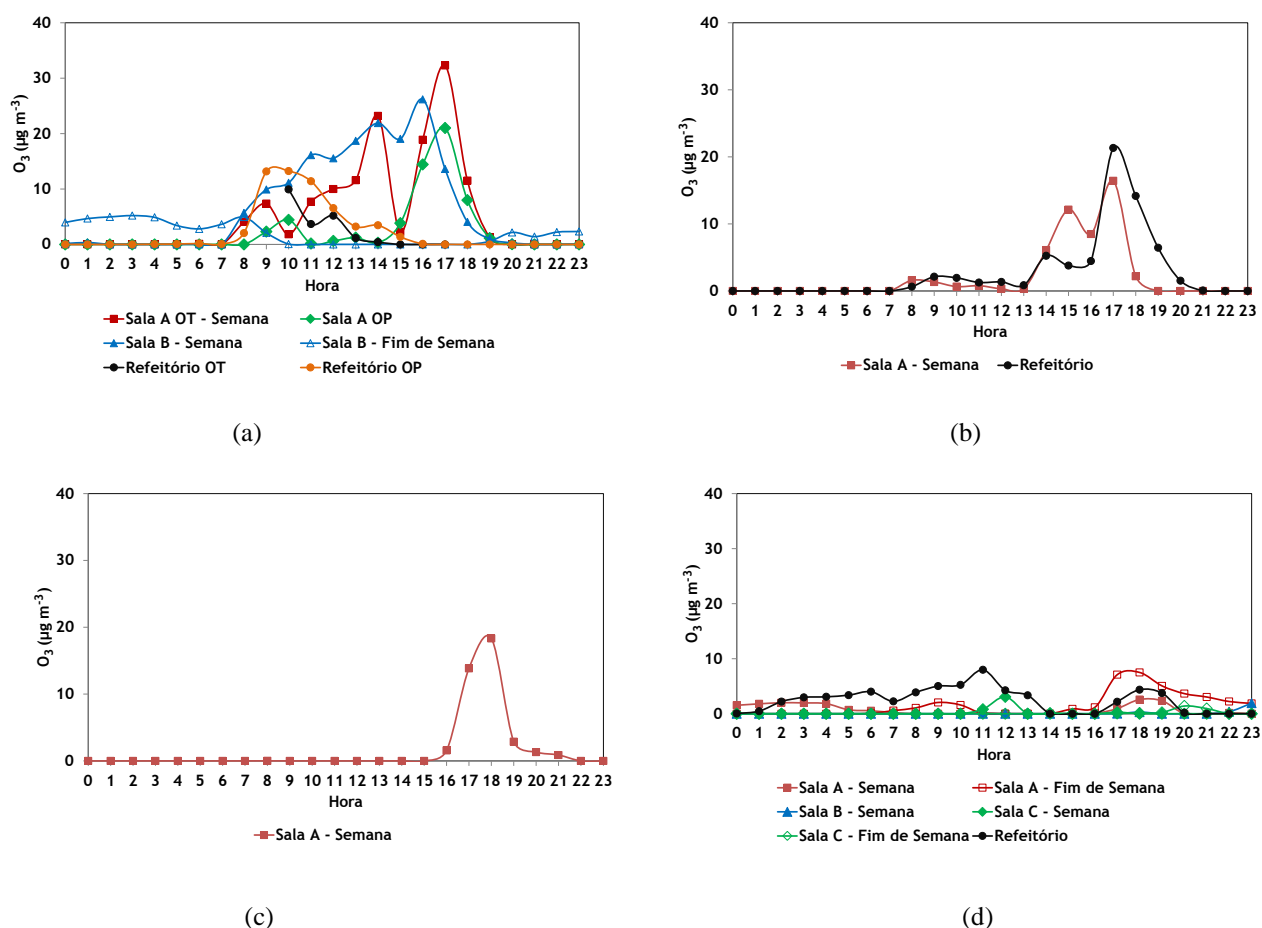 40
30
20
10
0
O₃ (µg m⁻³)
0 1 2 3 4 5 6 7 8 9 10 11 12 13 14 15 16 17 18 19 20 21 22 23
Hora
Sala A OT - Semana Sala A OP
Sala B - Semana Sala B - Fim de Semana
Refeitório OT Refeitório OP
(a)
40
30
20
10
0
O₃ (µg m⁻³)
0 1 2 3 4 5 6 7 8 9 10 11 12 13 14 15 16 17 18 19 20 21 22 23
Hora
Sala A - Semana Refeitório
(b)
40
30
20
10
0
O₃ (µg m⁻³)
0 1 2 3 4 5 6 7 8 9 10 11 12 13 14 15 16 17 18 19 20 21 22 23
Hora
Sala A - Semana
(c)
40
30
20
10
0
O₃ (µg m⁻³)
0 1 2 3 4 5 6 7 8 9 10 11 12 13 14 15 16 17 18 19 20 21 22 23
Hora
Sala A - Semana Sala A - Fim de Semana
Sala B - Semana Sala C - Semana
Sala C - Fim de Semana Refeitório
(d)